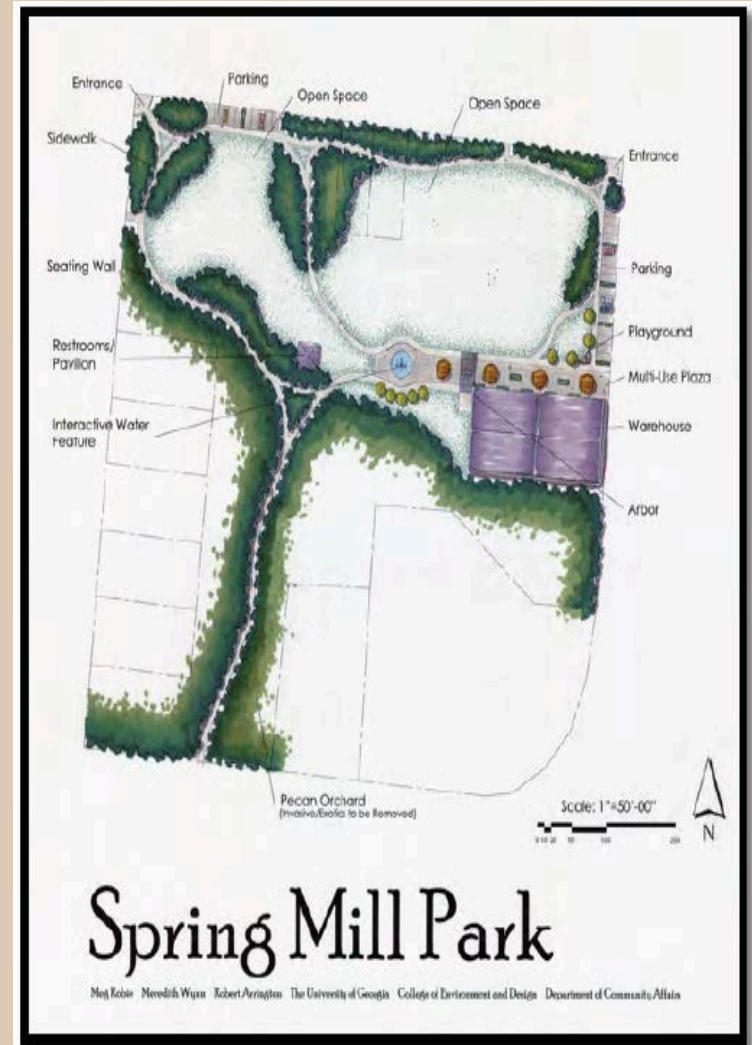 Entrance
Parking
Open Space
Open Space
Sidewalk
Entrance
Seating Wall
Parking
Restrooms/
Pavilion
Playground
Multi-Use Plaza
Interactive Water
Feature
Warehouse
Arbor
Pecan Orchard
(Invasive/Exotics to be Removed)
Scale: 1"=50'-00"
N
Spring Mill Park
Meg Robie Meredith Wynn Robert Arrington The University of Georgia College of Environment and Design Department of Community Affairs